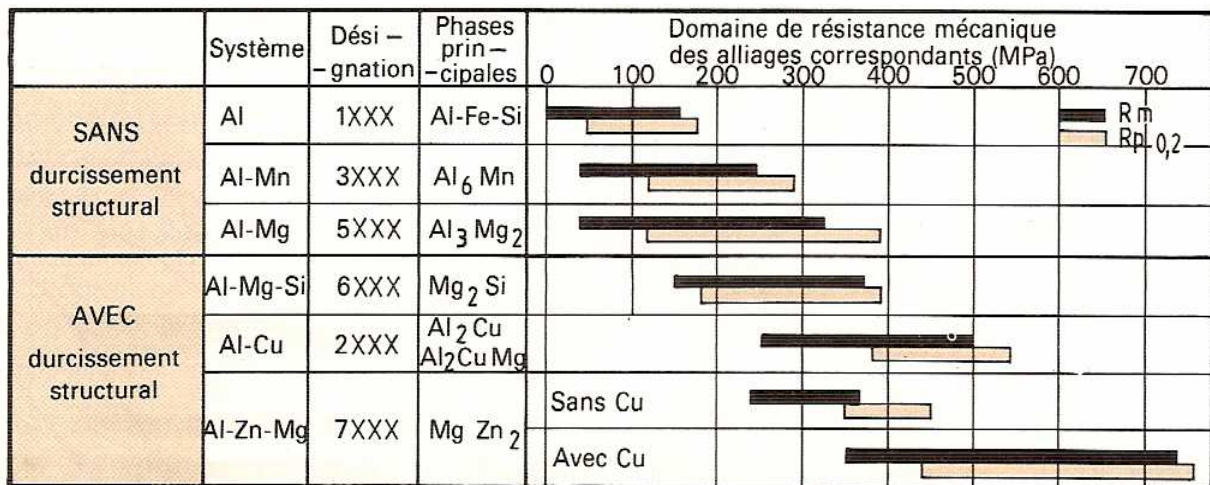 Système
Dési –
– gnation
Phases
prin –
– cipales
Domaine de résistance mécanique
des alliages correspondants (MPa)
0 100 200 300 400 500 600 700
SANS
durcissement
structural
Al 1XXX Al-Fe-Si
Rm
Rp 0,2
Al-Mn 3XXX Al6 Mn
Al-Mg 5XXX Al3 Mg2
AVEC
durcissement
structural
Al-Mg-Si 6XXX Mg2 Si
Al-Cu 2XXX Al2 Cu
Al2CuMg
Al-Zn-Mg 7XXX Mg Zn2
Sans Cu
Avec Cu